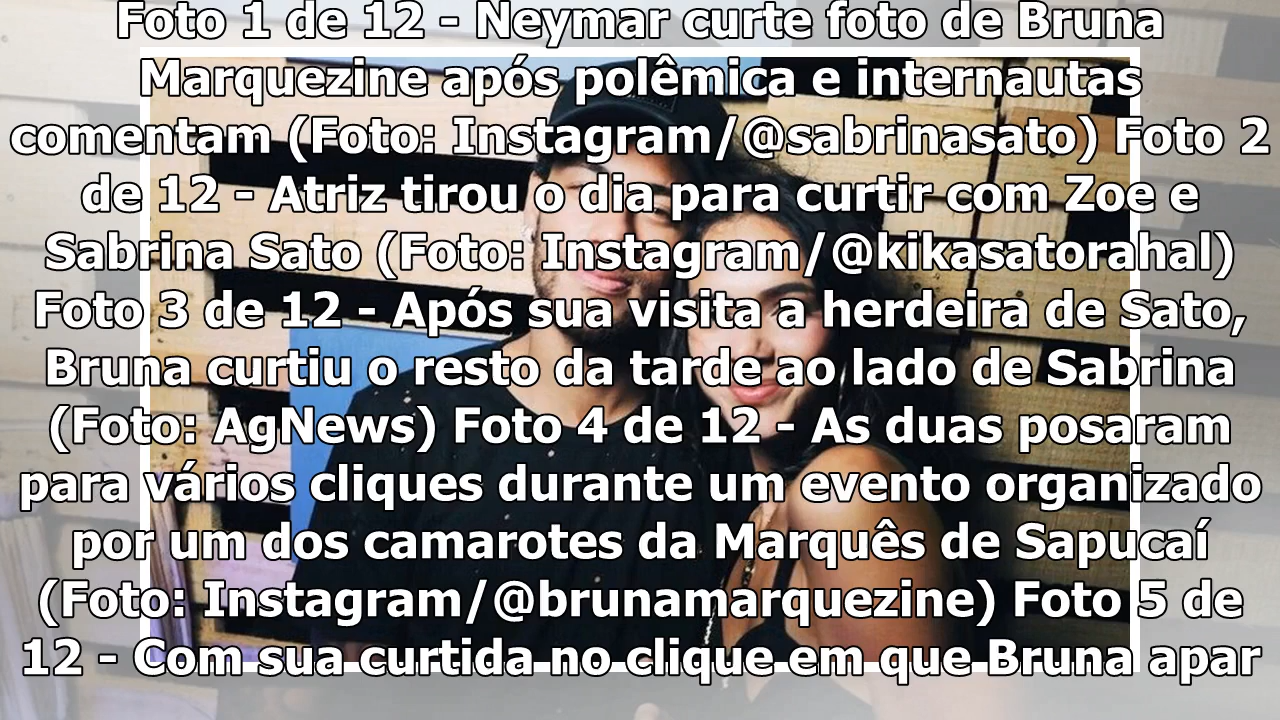 Foto 1 de 12 - Neymar curte foto de Bruna
Marquezine após polêmica e internautas
comentam (Foto: Instagram/@sabrinasato) Foto 2
de 12 - Atriz tirou o dia para curtir com Zoe e
Sabrina Sato (Foto: Instagram/@kikasatorahal)
Foto 3 de 12 - Após sua visita a herdeira de Sato,
Bruna curtiu o resto da tarde ao lado de Sabrina
(Foto: AgNews) Foto 4 de 12 - As duas posaram
para vários cliques durante um evento organizado
por um dos camarotes da Marquês de Sapucaí
(Foto: Instagram/@brunamarquezine) Foto 5 de
12 - Com sua curtida no clique em que Bruna apar